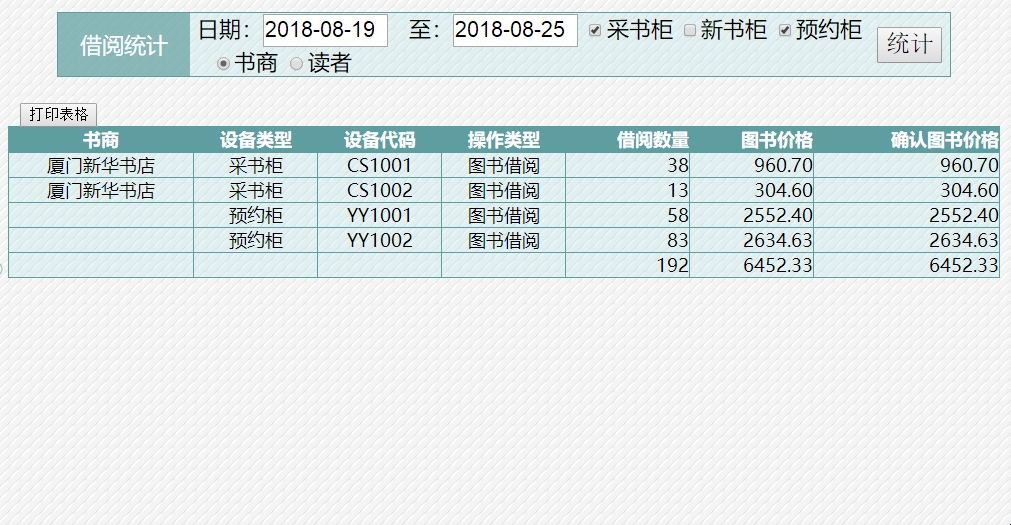 借阅统计
日期：2018-08-19 至：2018-08-25 采书柜 新书柜 预约柜
书商 读者
统计
打印表格
书商 设备类型 设备代码 操作类型 借阅数量 图书价格 确认图书价格
厦门新华书店 采书柜 CS1001 图书借阅 38 960.70 960.70
厦门新华书店 采书柜 CS1002 图书借阅 13 304.60 304.60
预约柜 YY1001 图书借阅 58 2552.40 2552.40
预约柜 YY1002 图书借阅 83 2634.63 2634.63
192 6452.33 6452.33